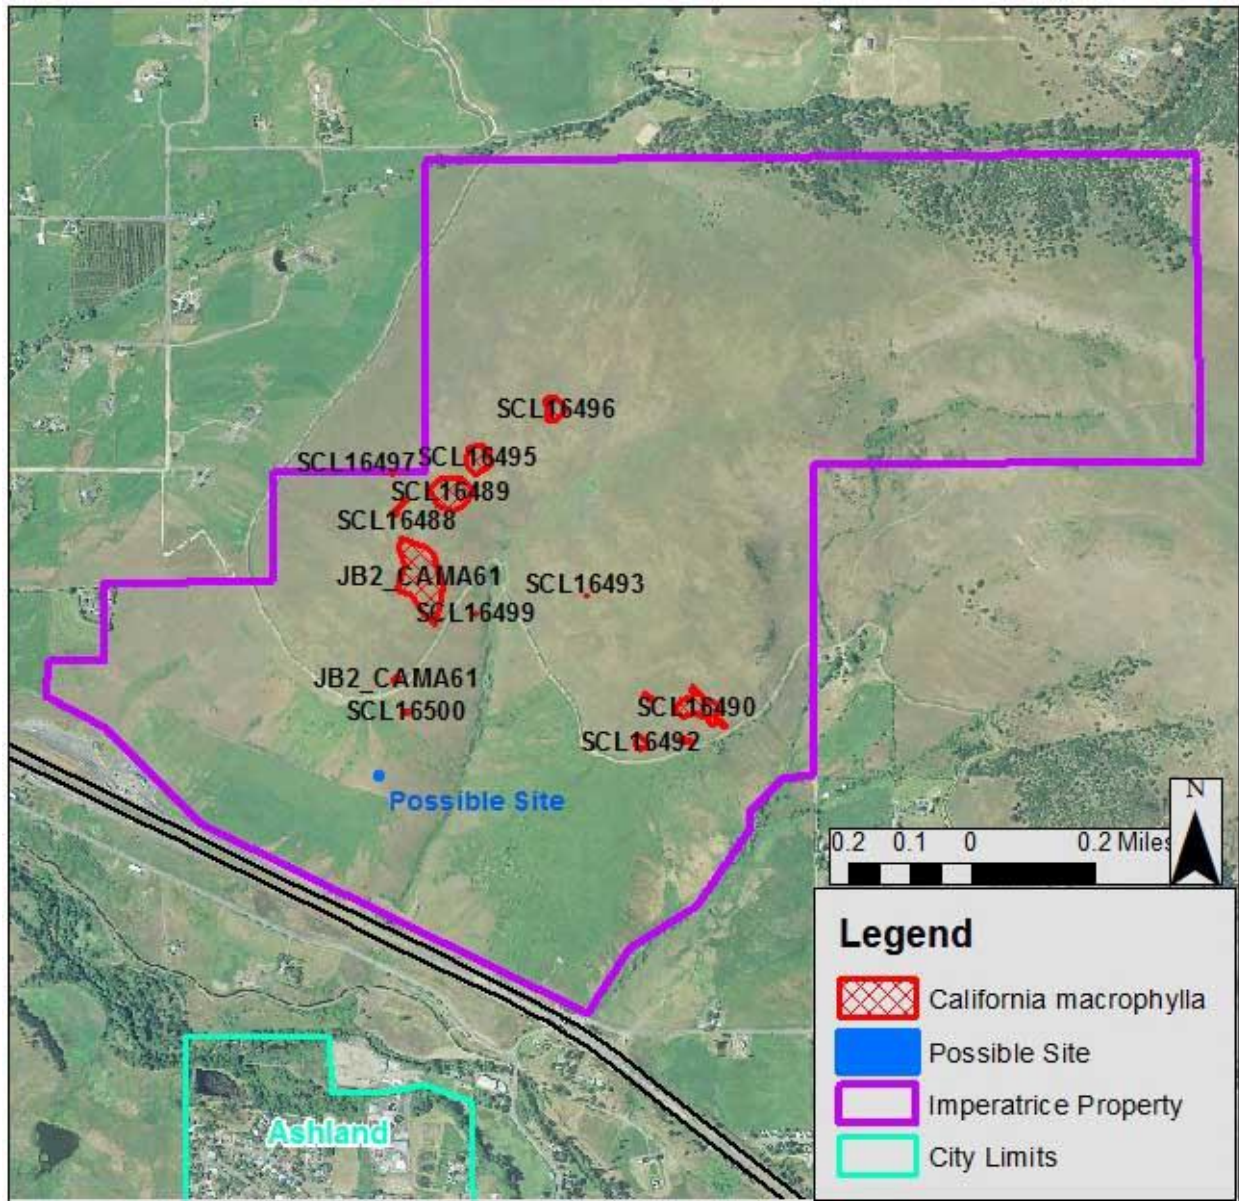 SCL16496
SCL16497
SCL16495
SCL16489
SCL16488
JB2_CAMA61
SCL16493
SCL16499
JB2_CAMA61
SCL16500
SCL16490
SCL16492
Possible Site
N
0.2 0.1 0 0.2 Miles
Legend
California macrophylla
Possible Site
Imperatrice Property
City Limits
Ashland